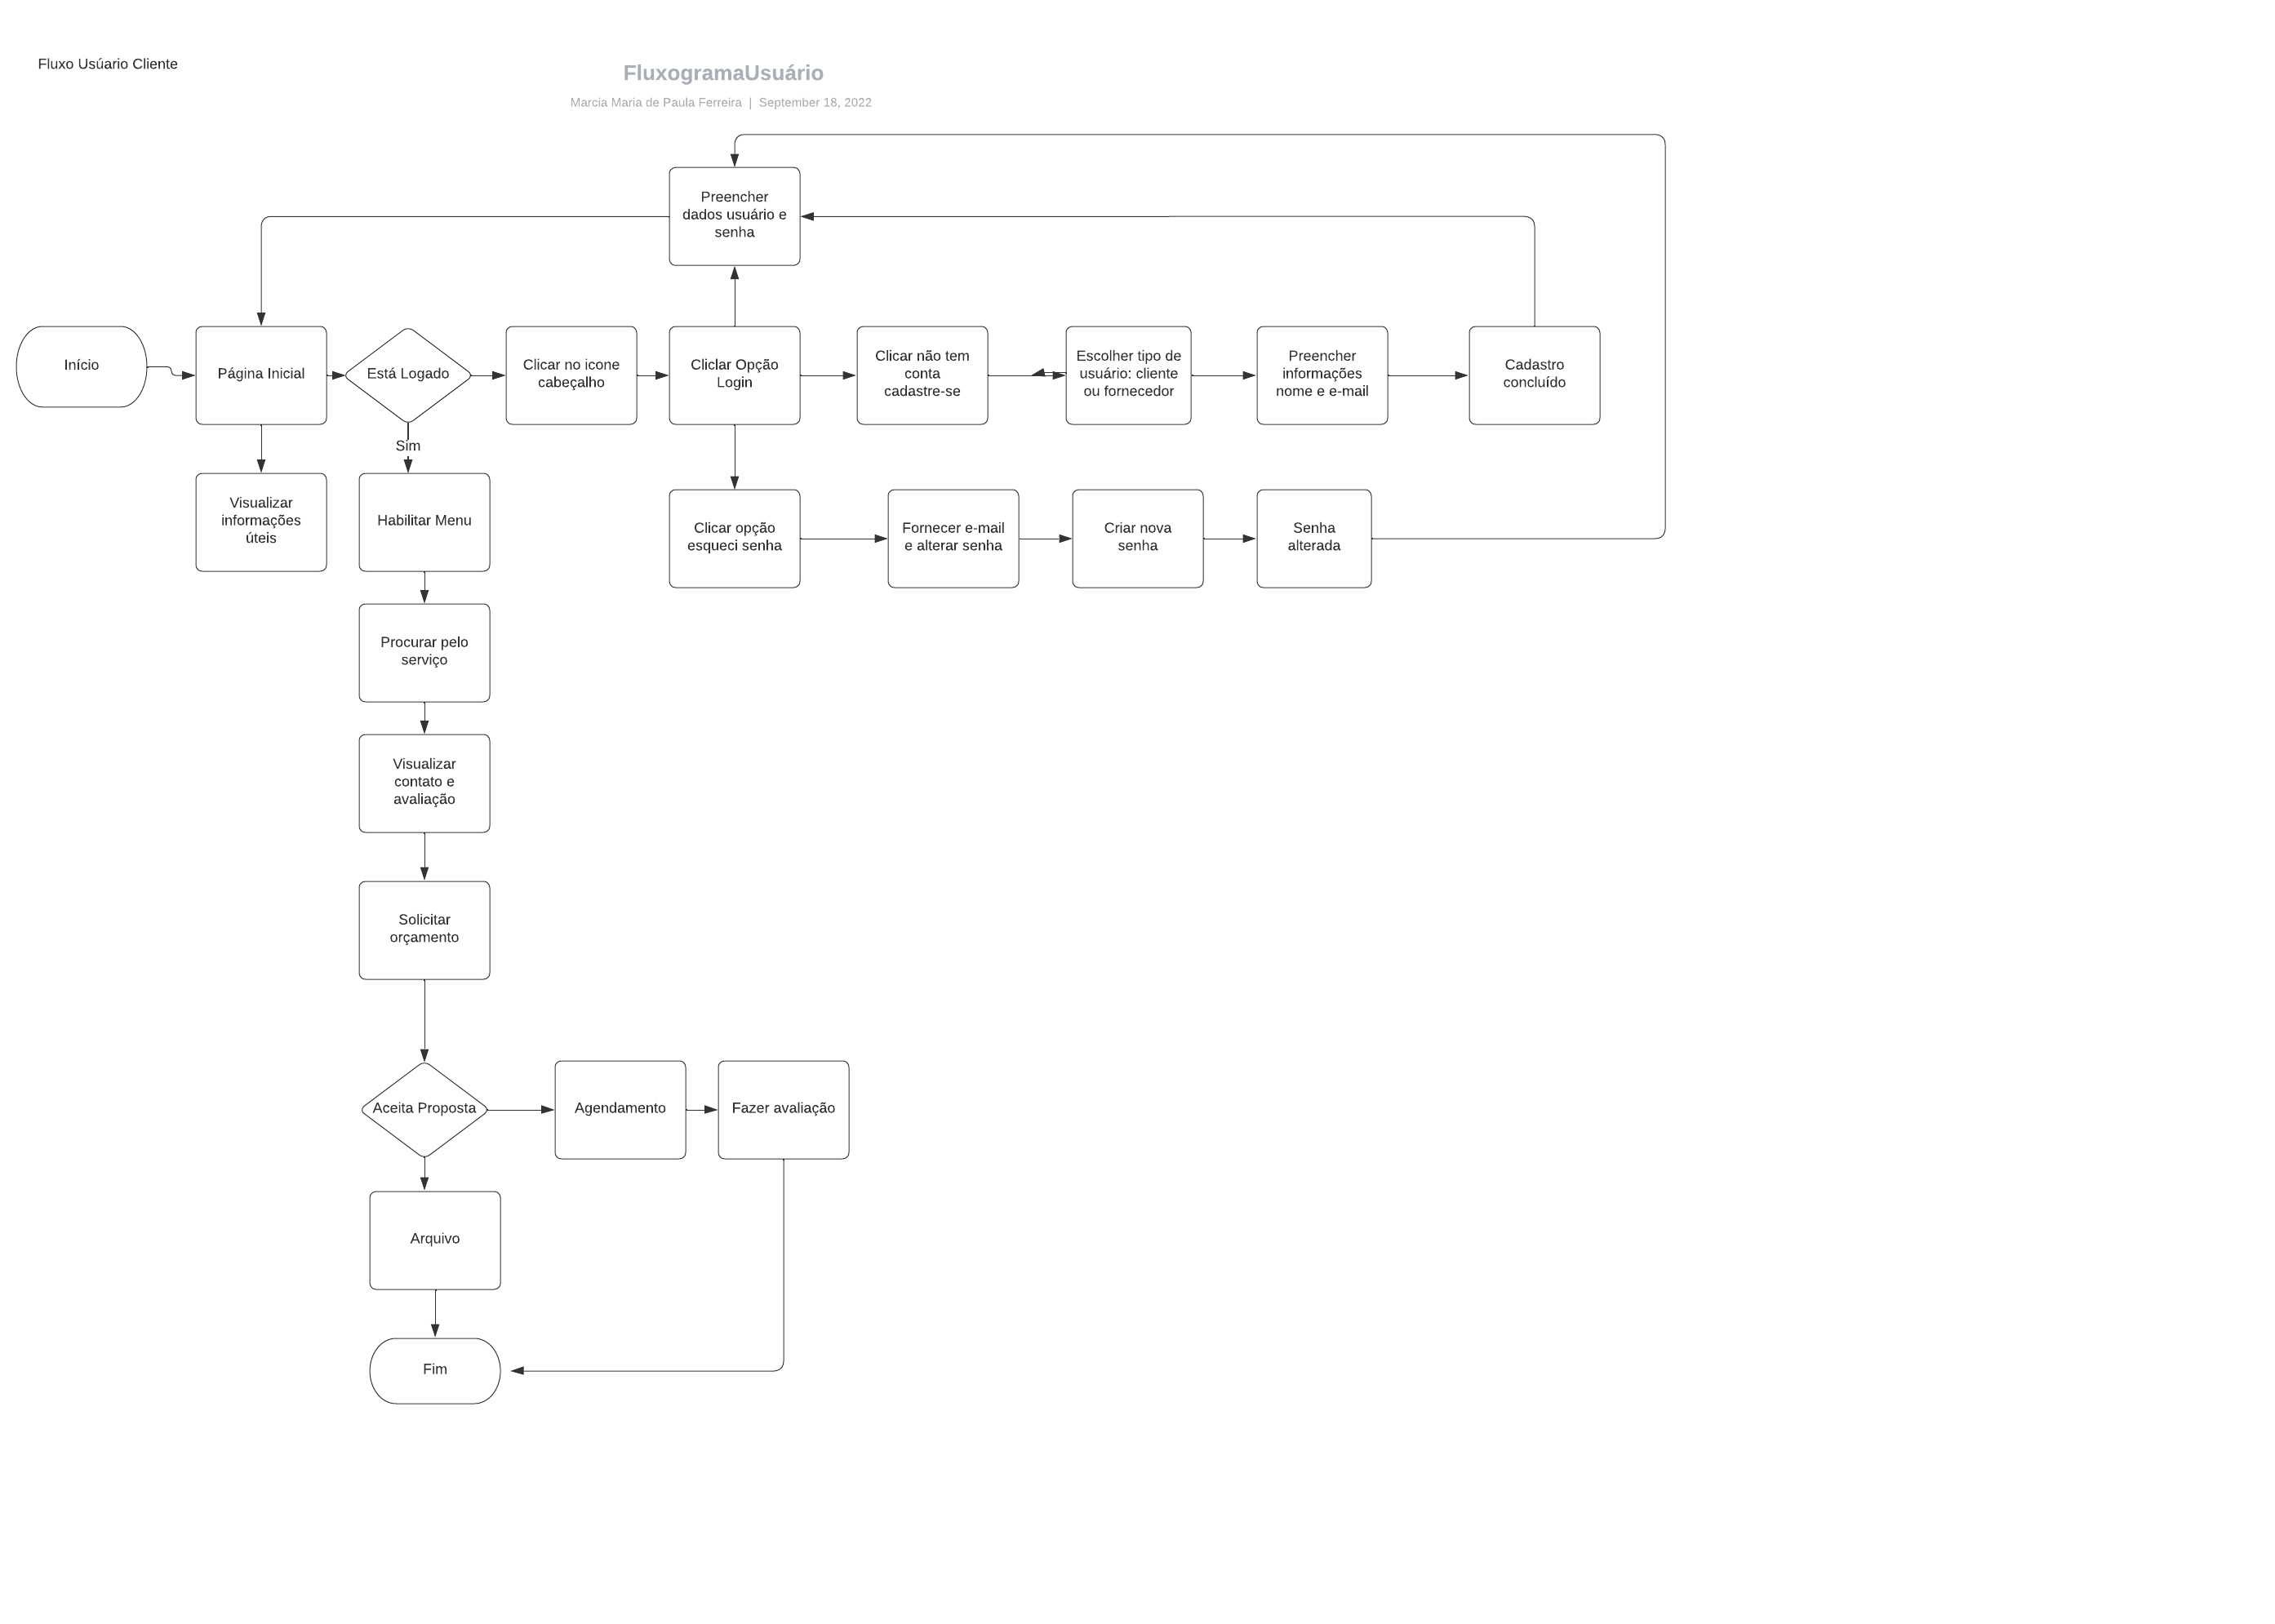 Fluxo Usúario Cliente
FluxogramaUsuário
Marcia Maria de Paula Ferreira | September 18, 2022
Preencher
dados usuário e
senha
Início
Página Inicial
Está Logado
Clicar no icone
cabeçalho
Cliclar Opção
Login
Clicar não tem
conta
cadastre-se
Escolher tipo de
usuário: cliente
ou fornecedor
Preencher
informações
nome e e-mail
Cadastro
concluído
Sim
Visualizar
informações
úteis
Habilitar Menu
Clicar opção
esqueci senha
Fornecer e-mail
e alterar senha
Criar nova
senha
Senha
alterada
Procurar pelo
serviço
Visualizar
contato e
avaliação
Solicitar
orçamento
Aceita Proposta
Agendamento
Fazer avaliação
Arquivo
Fim